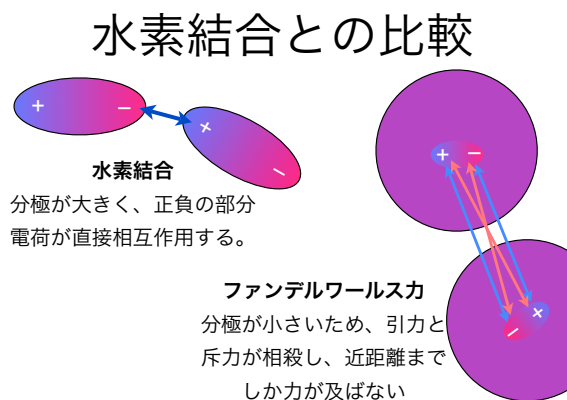 水素結合との比較
+
−
+
−
水素結合
分極が大きく、正負の部分
電荷が直接相互作用する。
+
−
ファンデルワールス力
分極が小さいため、引力と
斥力が相殺し、近距離まで
しか力が及ばない
+
−